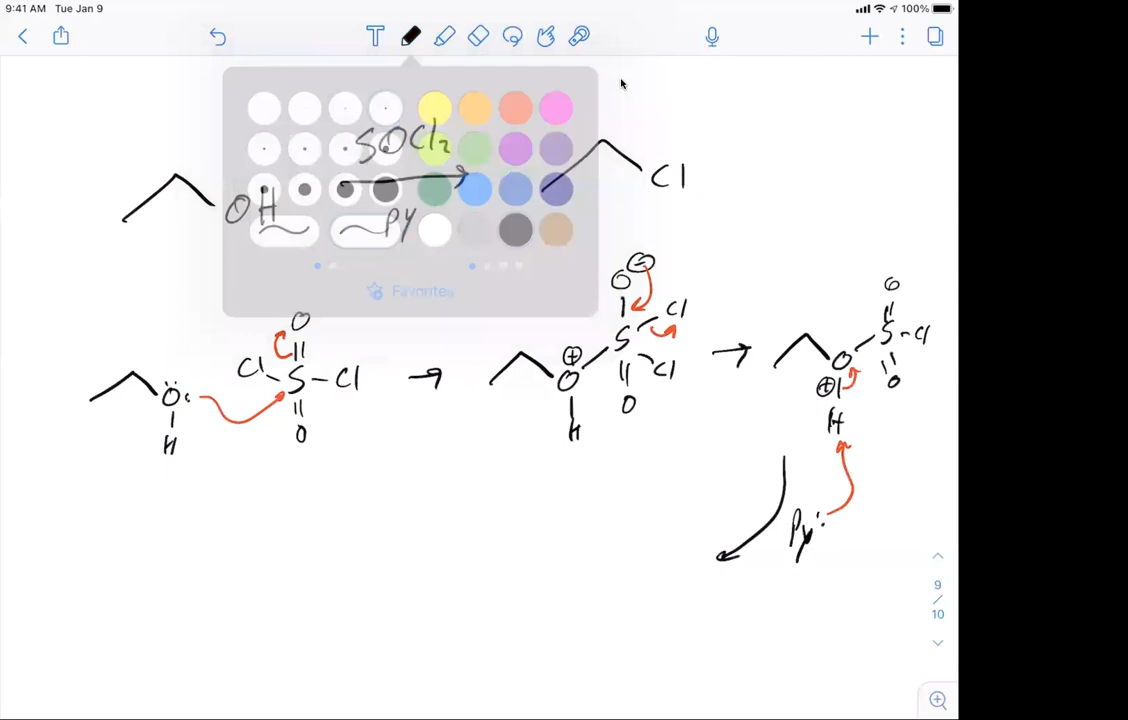 9:41 AM Tue Jan 9
100%
T
SOCl₂
OH
Cl
PY
Favorites
O
Cl
S
Cl
O
O
H
O ⊖
Cl
S
Cl
O
⊕
O
H
O
S
Cl
O
O
⊕
H
Py:
9
/
10